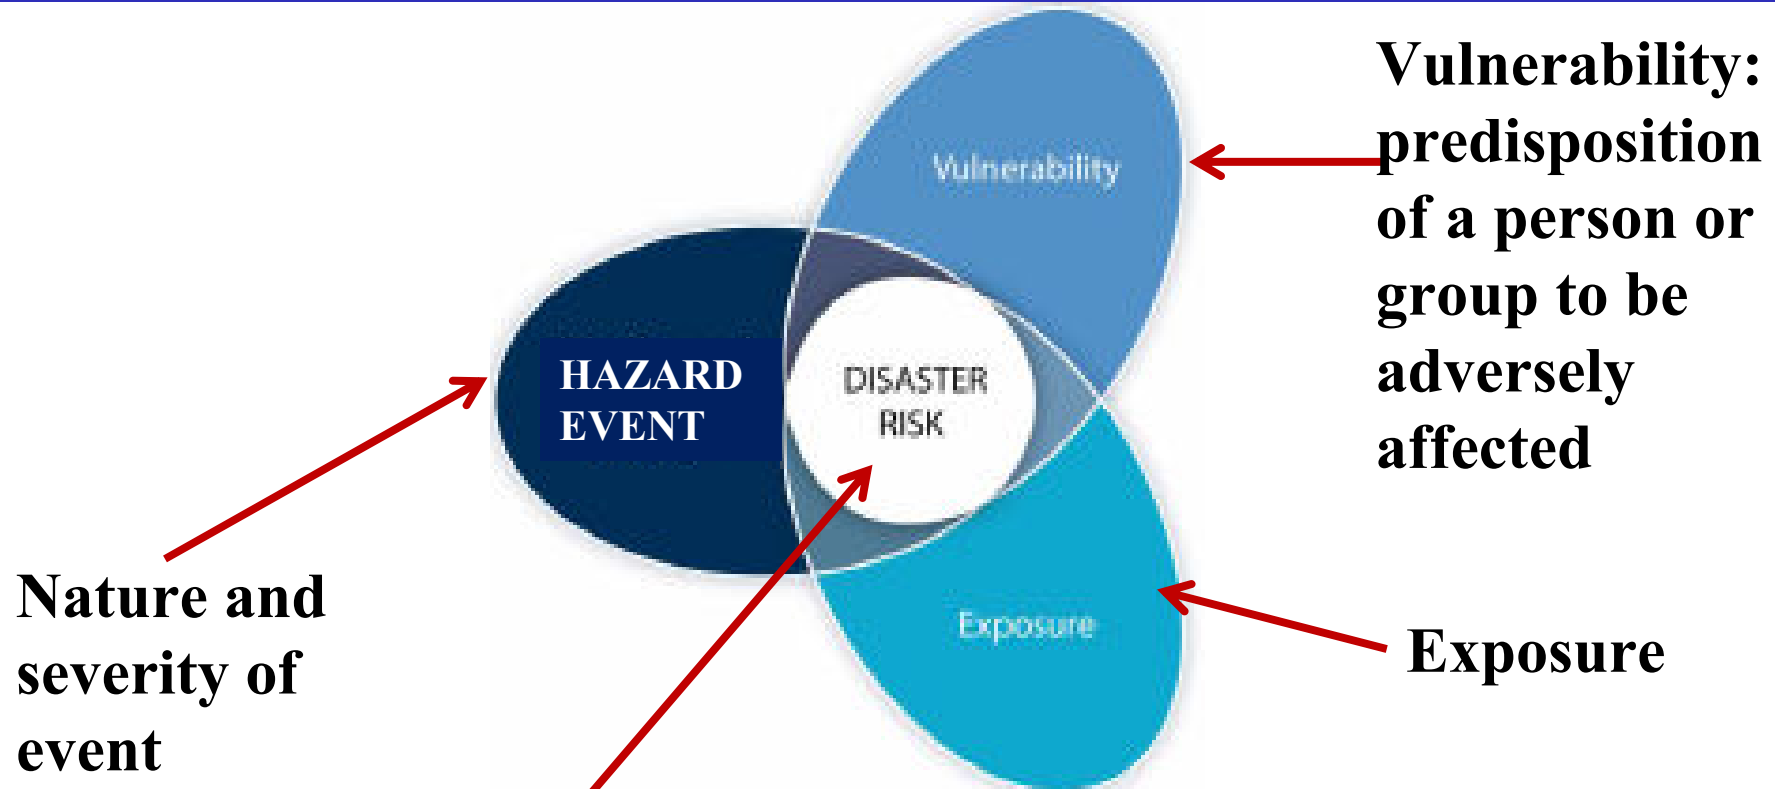 Vulnerability:
predisposition
of a person or
group to be
adversely
affected
Vulnerability
HAZARD
EVENT
DISASTER
RISK
Nature and
severity of
event
Exposure
Exposure